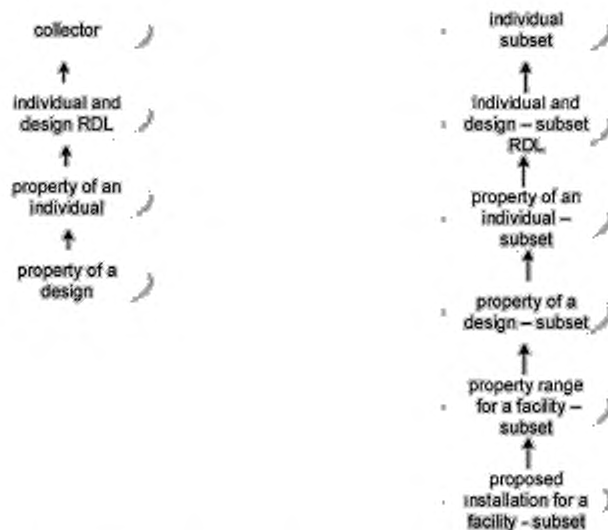 collector
individual and
design RDL
property of an
individual
property of a
design
individual
subset
individual and
design – subset
RDL
property of an
individual –
subset
property of a
design – subset
property range
for a facility –
subset
proposed
installation for a
facility - subset